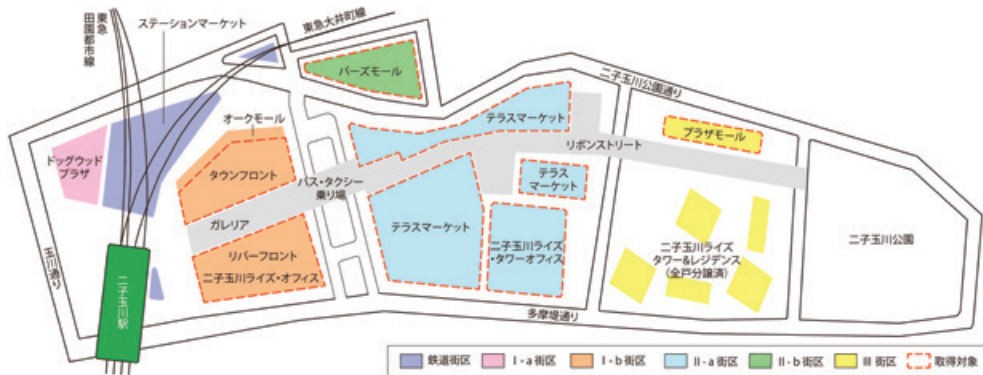 東急
田園都市線
ステーションマーケット
東急大井町線
バーズモール
二子玉川公園通り
オークモール
テラスマーケット
プラザモール
リボンストリート
ドッグウッド
プラザ
タウンフロント
バス・タクシー
乗り場
テラス
マーケット
ガレリア
テラスマーケット
二子玉川公園
リバーフロント
二子玉川ライズ・オフィス
二子玉川ライズ
・タワーオフィス
二子玉川ライズ
タワー&レジデンス
(全戸分譲済)
玉川通り
二子玉川駅
多摩堤通り
鉄道街区
I-a 街区
I-b 街区
II-a 街区
II-b 街区
III 街区
取得対象